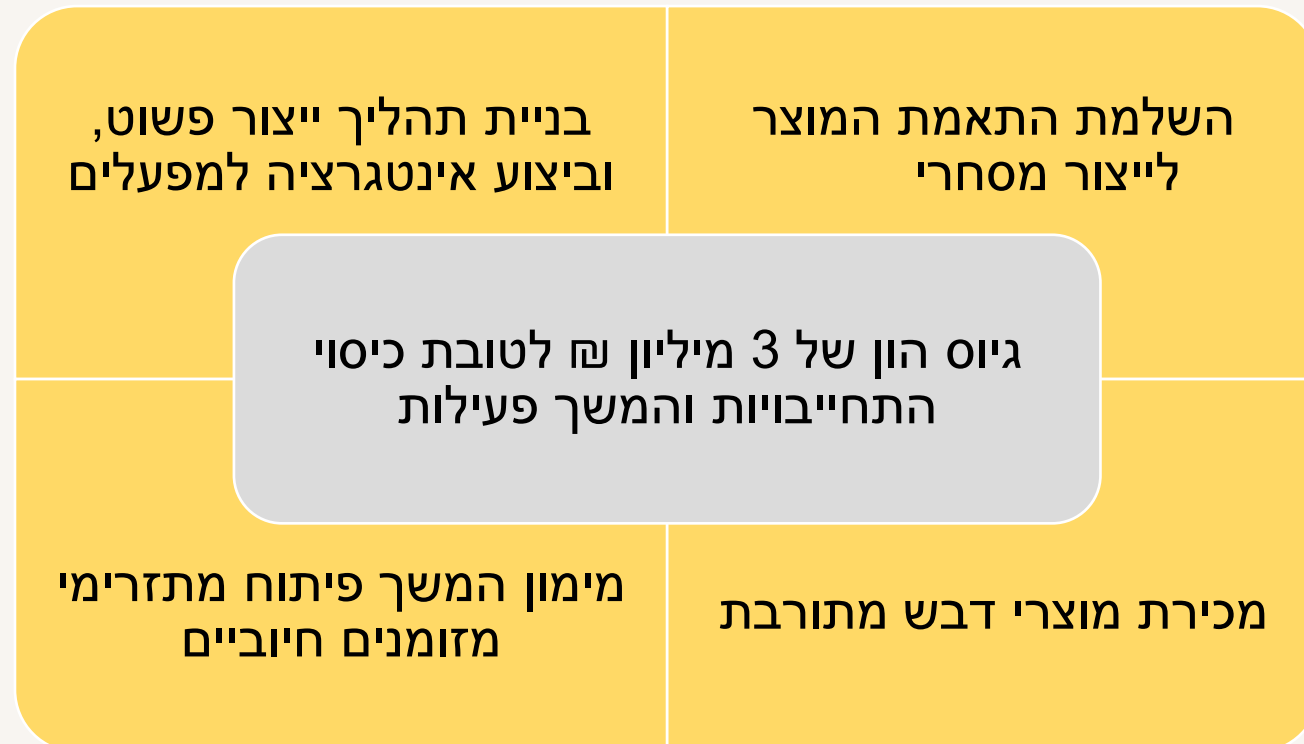 השלמת התאמת המוצר
לייצור מסחרי
בניית תהליך ייצור פשוט,
וביצוע אינטגרציה למפעלים
גיוס הון של 3 מיליון ₪ לטובת כיסוי
התחייבויות והמשך פעילות
מכירת מוצרי דבש מתורבת
מימון המשך פיתוח מתזרימי
מזומנים חיוביים